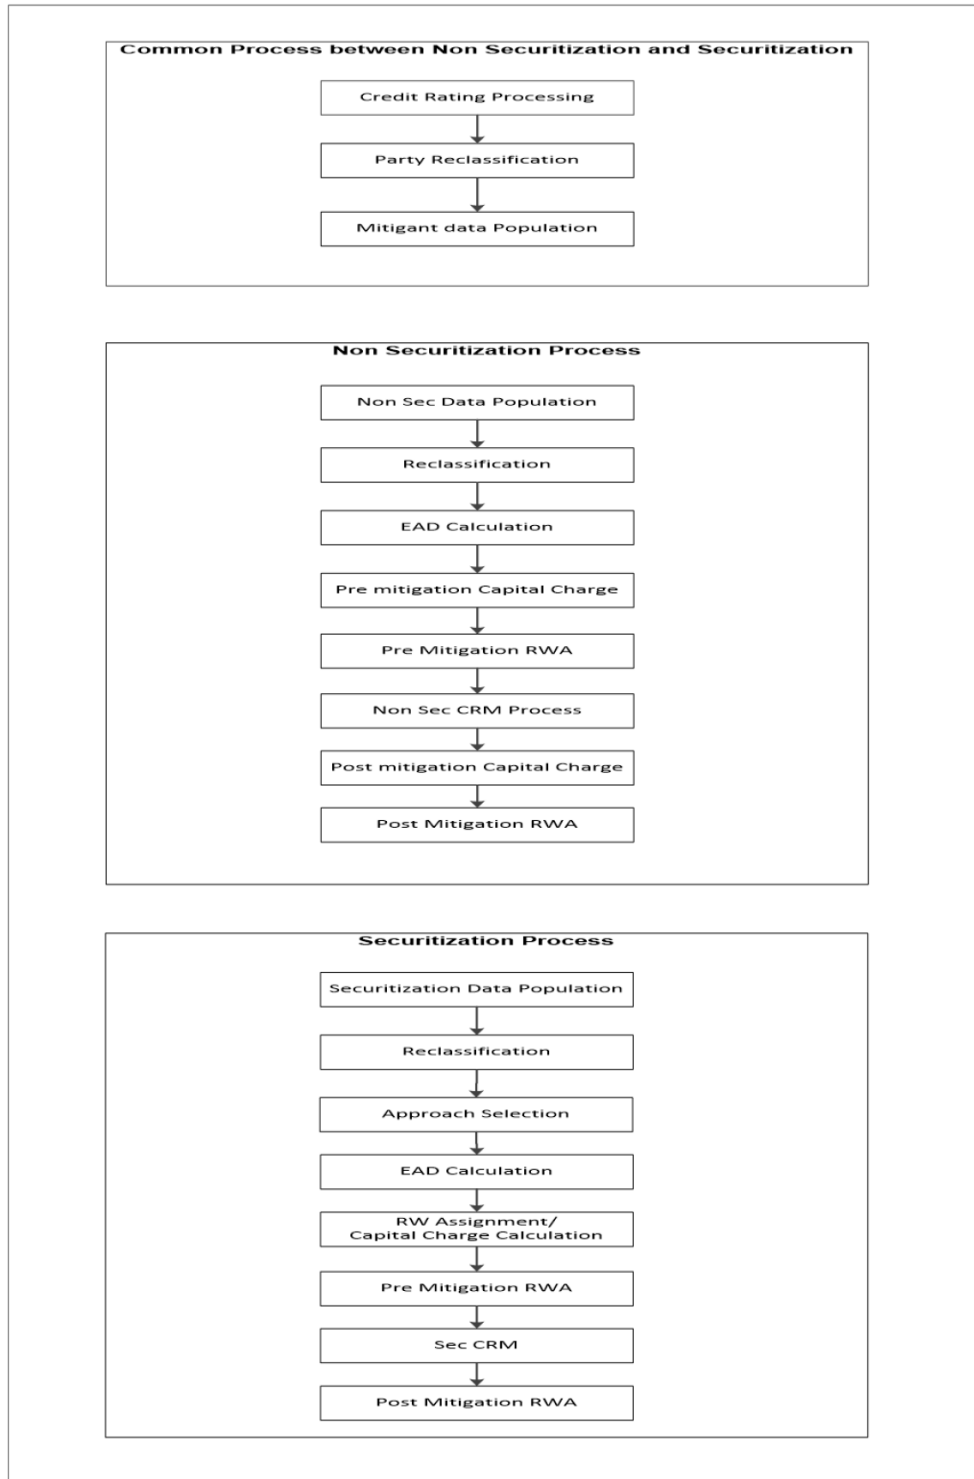 Common Process between Non Securitization and Securitization
Credit Rating Processing
Party Reclassification
Mitigant data Population
Non Securitization Process
Non Sec Data Population
Reclassification
EAD Calculation
Pre mitigation Capital Charge
Pre Mitigation RWA
Non Sec CRM Process
Post mitigation Capital Charge
Post Mitigation RWA
Securitization Process
Securitization Data Population
Reclassification
Approach Selection
EAD Calculation
RW Assignment/
Capital Charge Calculation
Pre Mitigation RWA
Sec CRM
Post Mitigation RWA